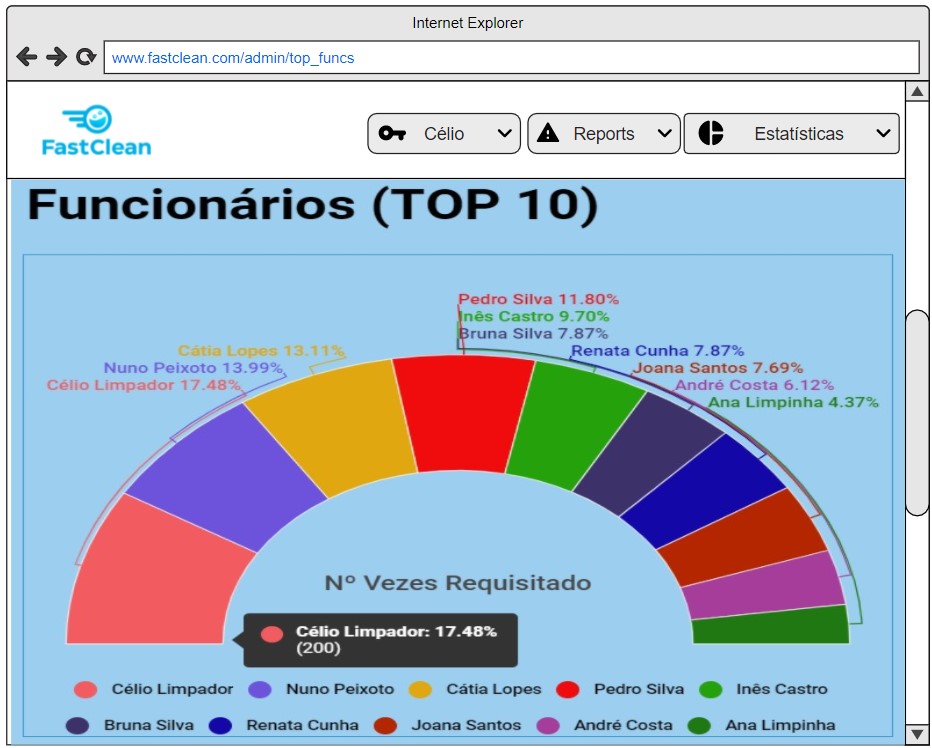 Internet Explorer
www.fastclean.com/admin/top_funcs
FastClean
Célio
Reports
Estatísticas
Funcionários (TOP 10)
Pedro Silva 11.80%
Inês Castro 9.70%
Bruna Silva 7.87%
Cátia Lopes 13.11%
Renata Cunha 7.87%
Nuno Peixoto 13.99%
Joana Santos 7.69%
Célio Limpador 17.48%
André Costa 6.12%
Ana Limpinha 4.37%
Nº Vezes Requisitado
Célio Limpador: 17.48%
(200)
Célio Limpador Nuno Peixoto Cátia Lopes Pedro Silva Inês Castro
Bruna Silva Renata Cunha Joana Santos André Costa Ana Limpinha